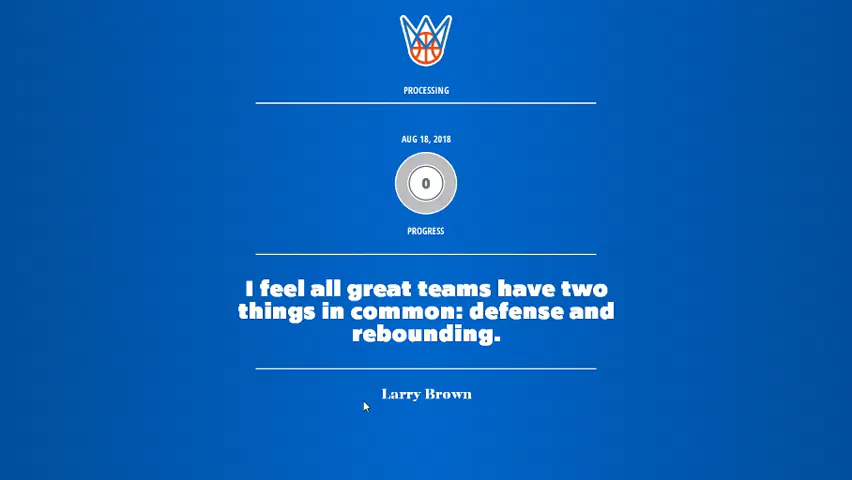 PROCESSING
AUG 18, 2018
0
PROGRESS
I feel all great teams have two
things in common: defense and
rebounding.
Larry Brown